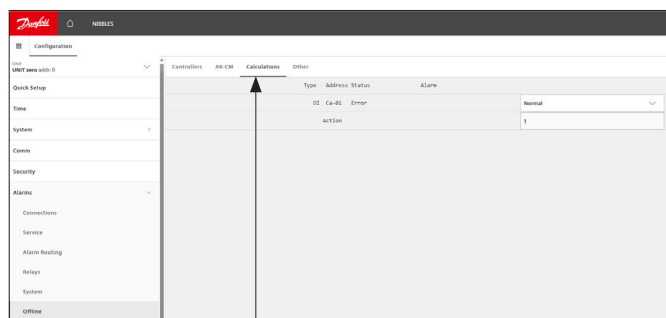 Danfoss NIBBLES
Configuration
Unit
UNIT zero addr: 0
Controllers AK-CM Calculations Other
Quick Setup
Type Address Status Alarm
Time
OI Ca-01 Error Normal
Action 1
System
Comm
Security
Alarms
Connections
Service
Alarm Routing
Relays
System
Offline